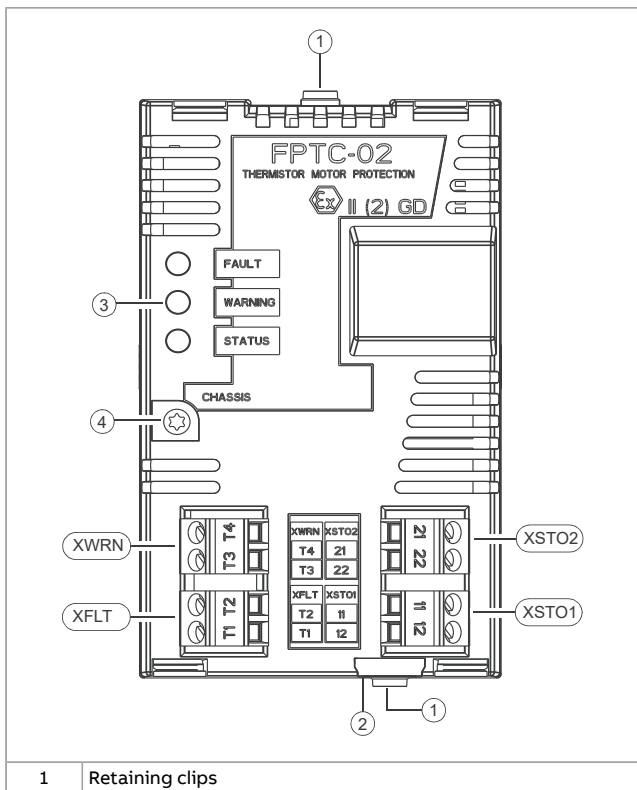 1
FPTC-02
THERMISTOR MOTOR PROTECTION
Ex II (2) GD
FAULT
3
WARNING
STATUS
CHASSIS
4
XWRN
T4
T3
XWRN XSTO2
T4 21
T3 22
21
22
XSTO2
XFLT
T2
T1
XFLT XSTO1
T2 11
T1 12
11
12
XSTO1
2
1
1 Retaining clips